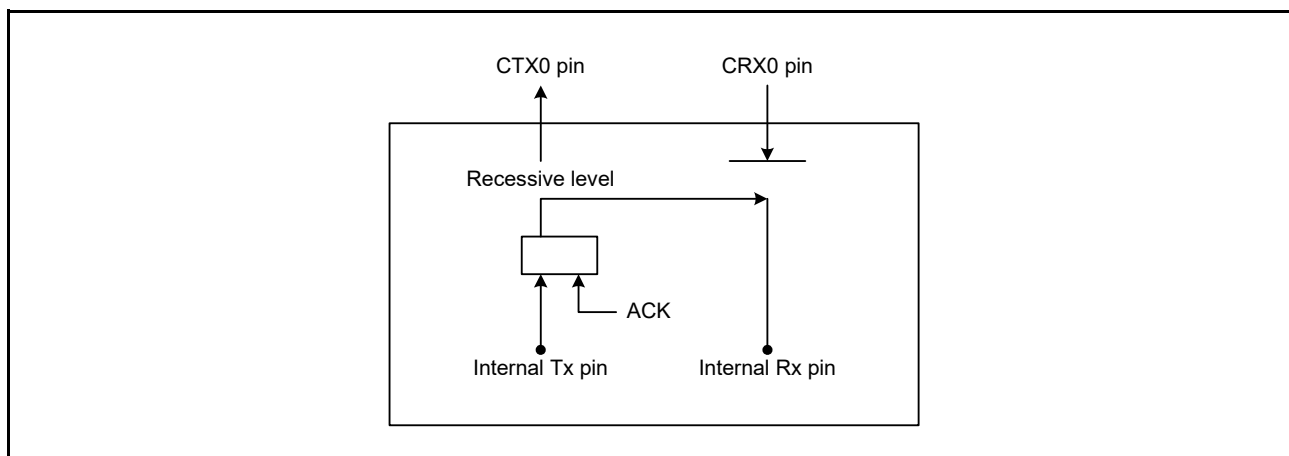 CTX0 pin
CRX0 pin
Recessive level
ACK
Internal Tx pin
Internal Rx pin